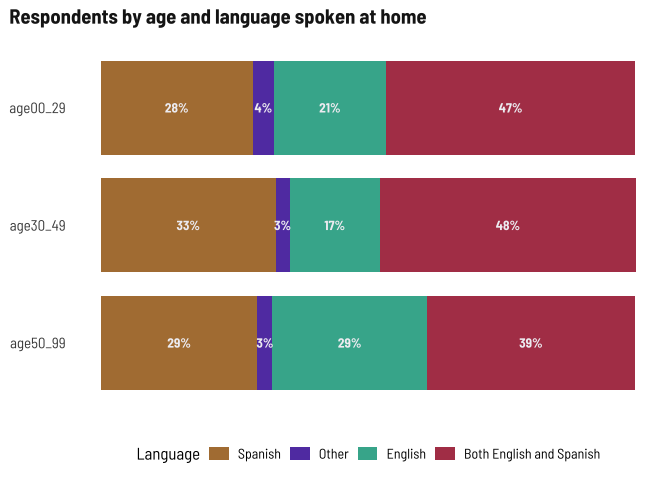 Respondents by age and language spoken at home
age00_29 28% 4% 21% 47%
age30_49 33% 3% 17% 48%
age50_99 29% 3% 29% 39%
Language Spanish Other English Both English and Spanish